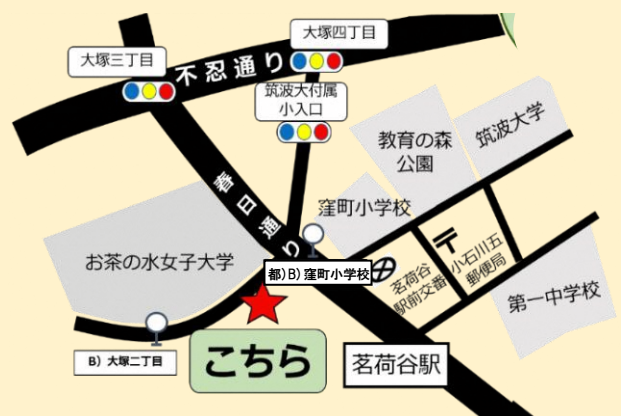 大塚四丁目
大塚三丁目
不忍通り
筑波大付属
小入口
教育の森
公園
筑波大学
春日通り
窪町小学校
お茶の水女子大学
都)B) 窪町小学校
茗荷谷
駅前交番
小石川五
郵便局
第一中学校
B) 大塚二丁目
こちら
茗荷谷駅